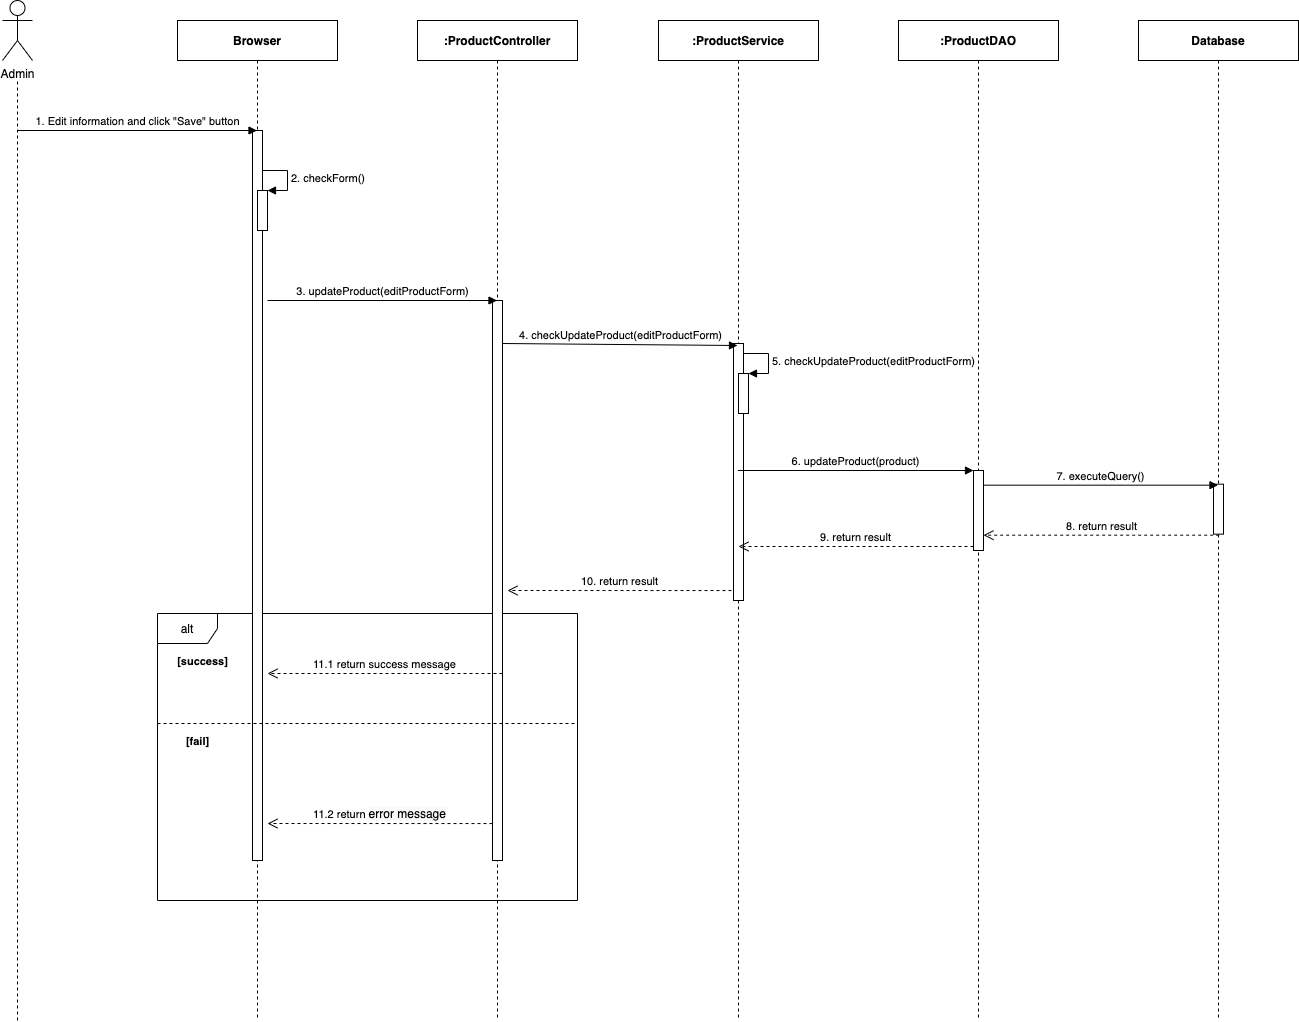 Admin
Browser
:ProductController
:ProductService
:ProductDAO
Database
1. Edit information and click "Save" button
2. checkForm()
3. updateProduct(editProductForm)
4. checkUpdateProduct(editProductForm)
5. checkUpdateProduct(editProductForm)
6. updateProduct(product)
7. executeQuery()
8. return result
9. return result
10. return result
alt
[success]
11.1 return success message
[fail]
11.2 return error message